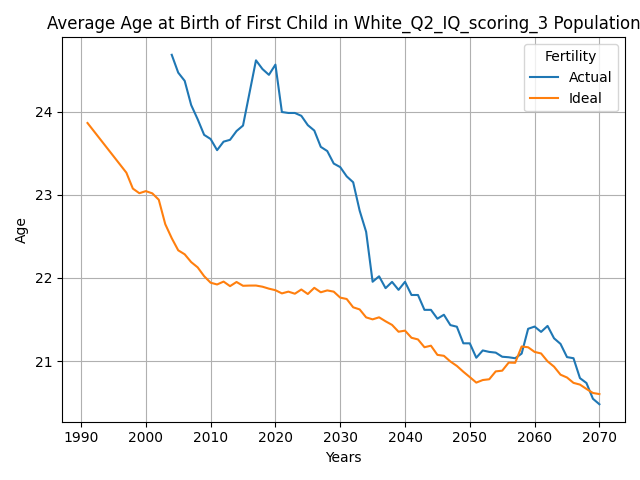 Average Age at Birth of First Child in White_Q2_IQ_scoring_3 Population
Fertility
Actual
Ideal
24
23
22
21
Age
1990 2000 2010 2020 2030 2040 2050 2060 2070
Years